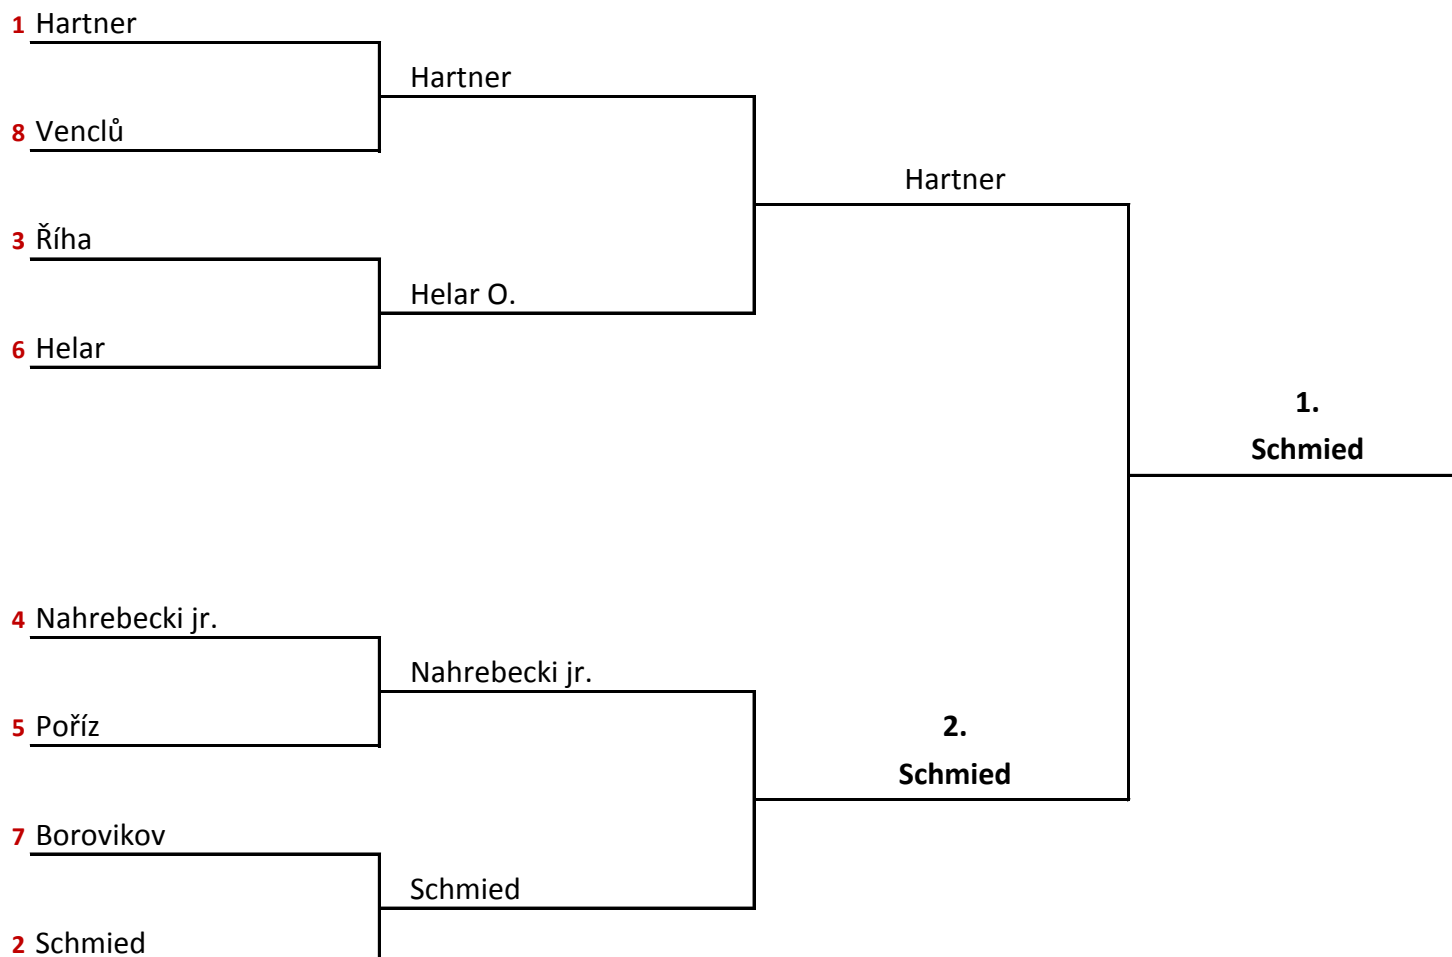 1 Hartner
Hartner
8 Venclů
Hartner
3 Říha
Helar O.
6 Helar
1.
Schmied
4 Nahrebecki jr.
Nahrebecki jr.
5 Poříz
2.
Schmied
7 Borovikov
Schmied
2 Schmied